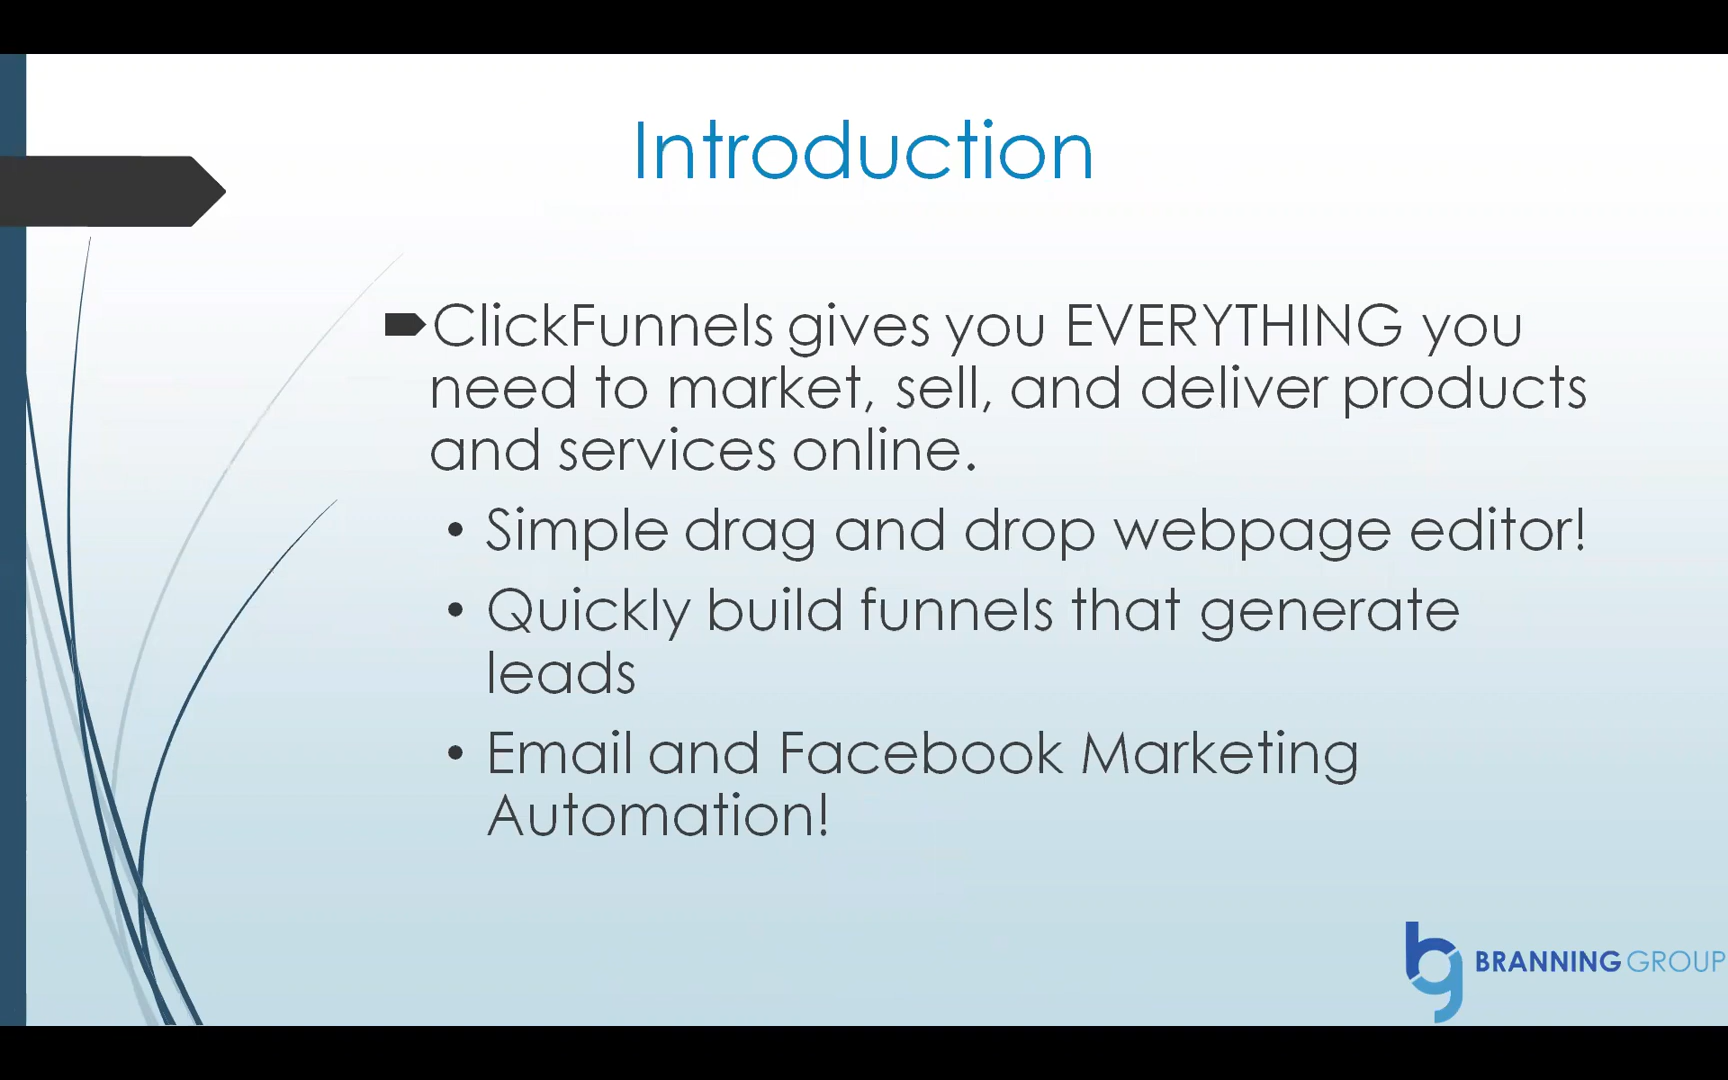 Introduction
ClickFunnels gives you EVERYTHING you
need to market, sell, and deliver products
and services online.
• Simple drag and drop webpage editor!
• Quickly build funnels that generate
leads
• Email and Facebook Marketing
Automation!
bg BRANNING GROUP